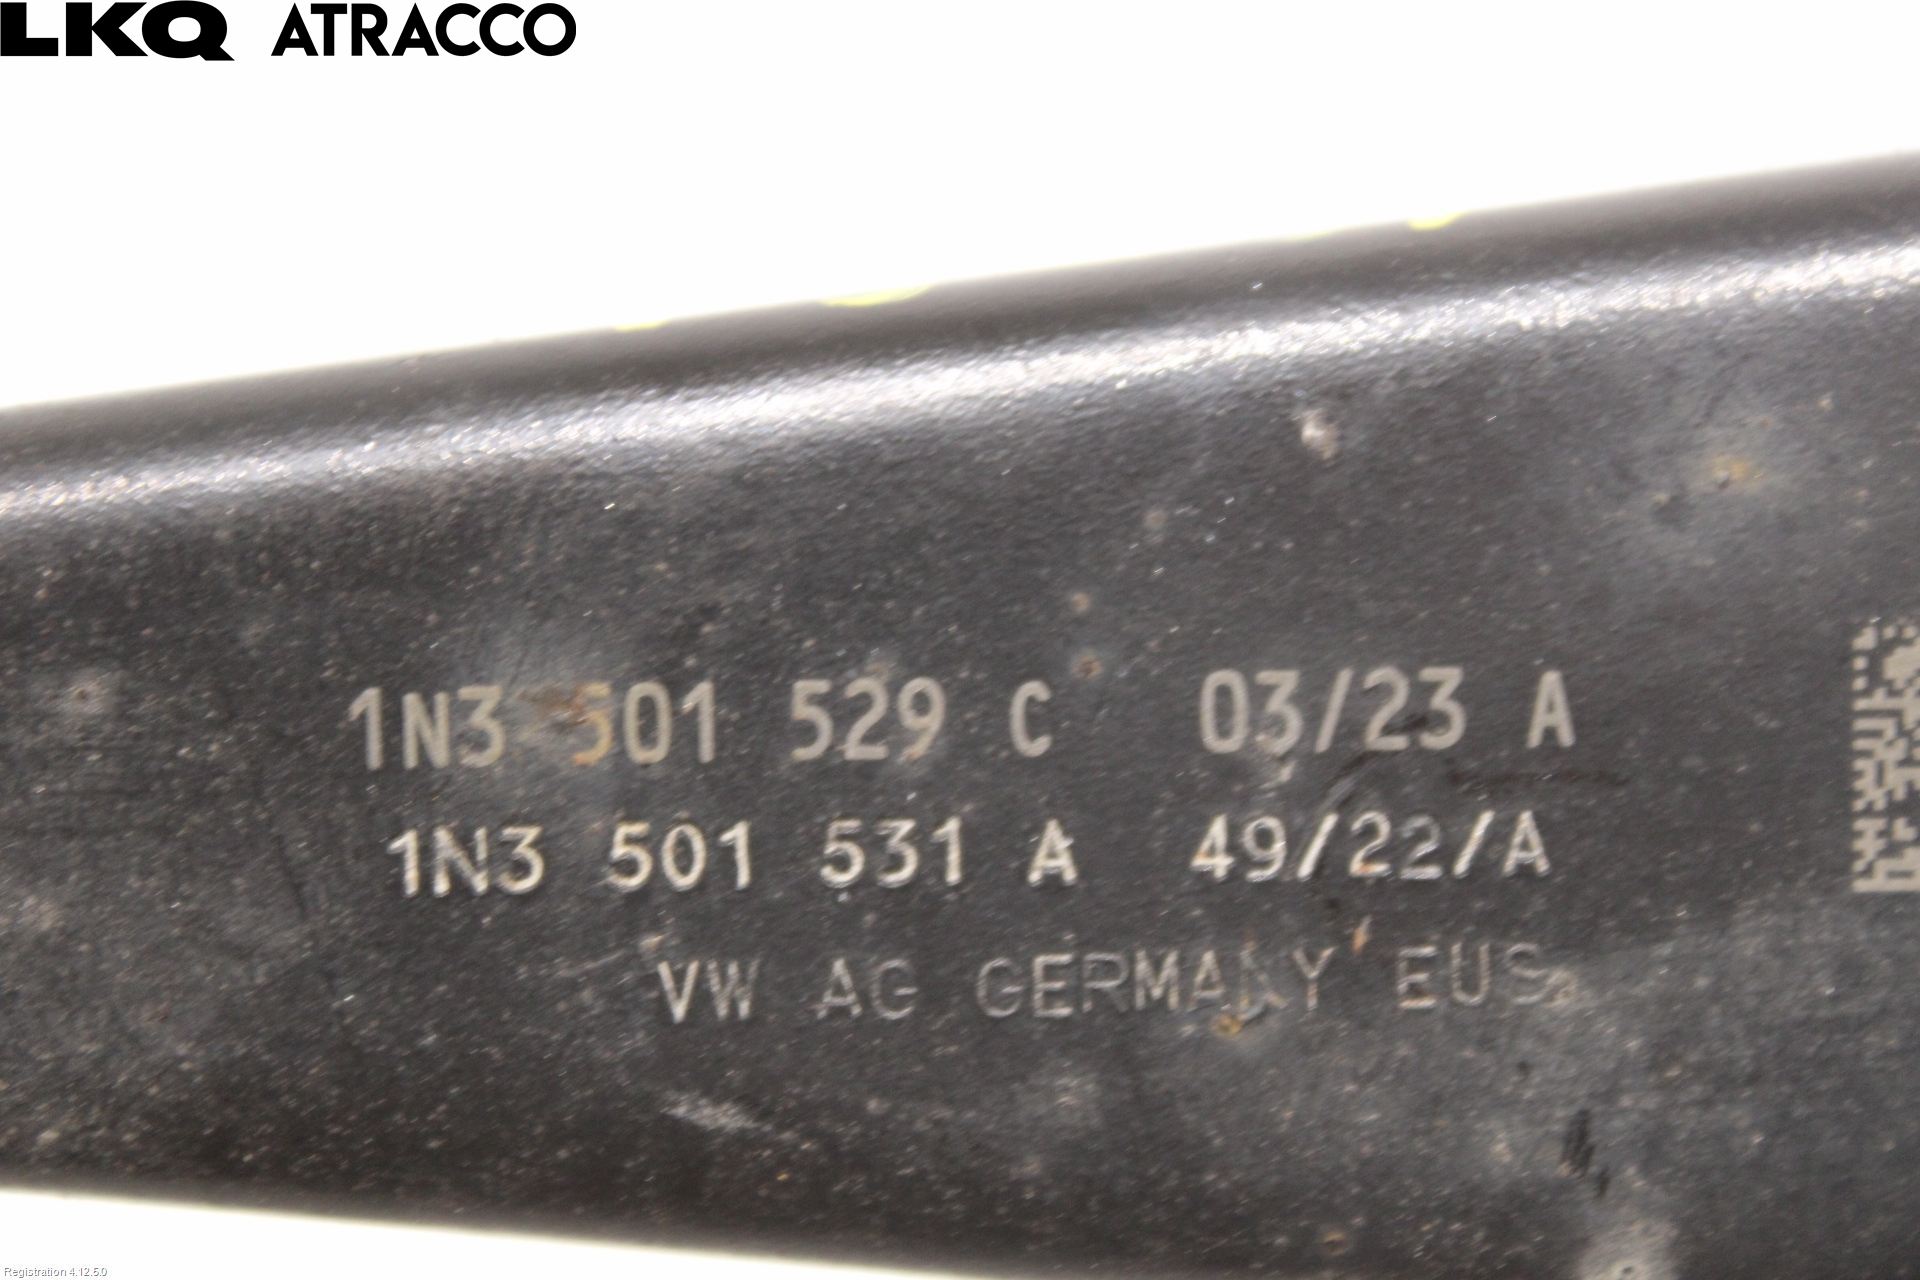 LKQ ATRACCO
1N3 501 529 C 03/23 A
1N3 501 531 A 49/22/A
VW AG GERMANY EUS
Registration 4.12.5.0